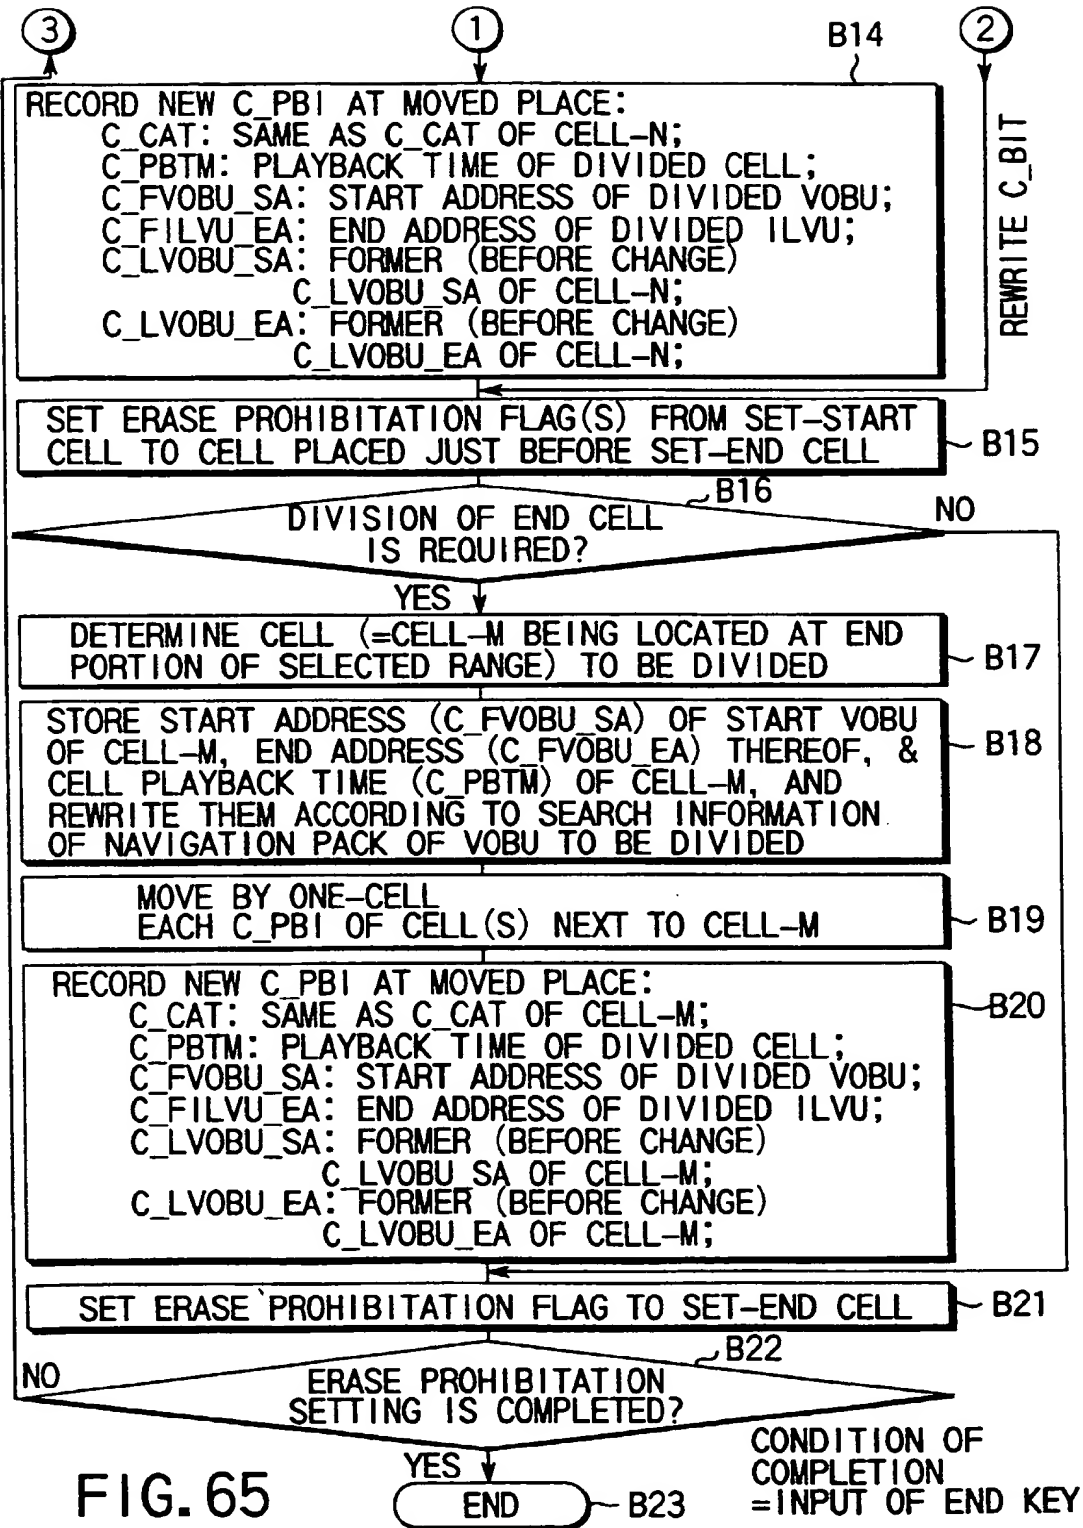 3
1
B14
2
RECORD NEW C_PBI AT MOVED PLACE:
C_CAT: SAME AS C_CAT OF CELL-N;
C_PBTM: PLAYBACK TIME OF DIVIDED CELL;
C_FVOBU_SA: START ADDRESS OF DIVIDED VOBU;
C_FILVU_EA: END ADDRESS OF DIVIDED ILVU;
C_LVOBU_SA: FORMER (BEFORE CHANGE)
C_LVOBU_SA OF CELL-N;
C_LVOBU_EA: FORMER (BEFORE CHANGE)
C_LVOBU_EA OF CELL-N;
REWRITE C_BIT
SET ERASE PROHIBITATION FLAG(S) FROM SET-START
CELL TO CELL PLACED JUST BEFORE SET-END CELL
B15
B16
DIVISION OF END CELL
IS REQUIRED?
NO
YES
DETERMINE CELL (=CELL-M BEING LOCATED AT END
PORTION OF SELECTED RANGE) TO BE DIVIDED
B17
STORE START ADDRESS (C_FVOBU_SA) OF START VOBU
OF CELL-M, END ADDRESS (C_FVOBU_EA) THEREOF, &
CELL PLAYBACK TIME (C_PBTM) OF CELL-M, AND
REWRITE THEM ACCORDING TO SEARCH INFORMATION
OF NAVIGATION PACK OF VOBU TO BE DIVIDED
B18
MOVE BY ONE-CELL
EACH C_PBI OF CELL(S) NEXT TO CELL-M
B19
RECORD NEW C_PBI AT MOVED PLACE:
C_CAT: SAME AS C_CAT OF CELL-M;
C_PBTM: PLAYBACK TIME OF DIVIDED CELL;
C_FVOBU_SA: START ADDRESS OF DIVIDED VOBU;
C_FILVU_EA: END ADDRESS OF DIVIDED ILVU;
C_LVOBU_SA: FORMER (BEFORE CHANGE)
C_LVOBU_SA OF CELL-M;
C_LVOBU_EA: FORMER (BEFORE CHANGE)
C_LVOBU_EA OF CELL-M;
B20
SET ERASE PROHIBITATION FLAG TO SET-END CELL
B21
B22
NO
ERASE PROHIBITATION
SETTING IS COMPLETED?
YES
END
B23
CONDITION OF
COMPLETION
=INPUT OF END KEY
FIG. 65